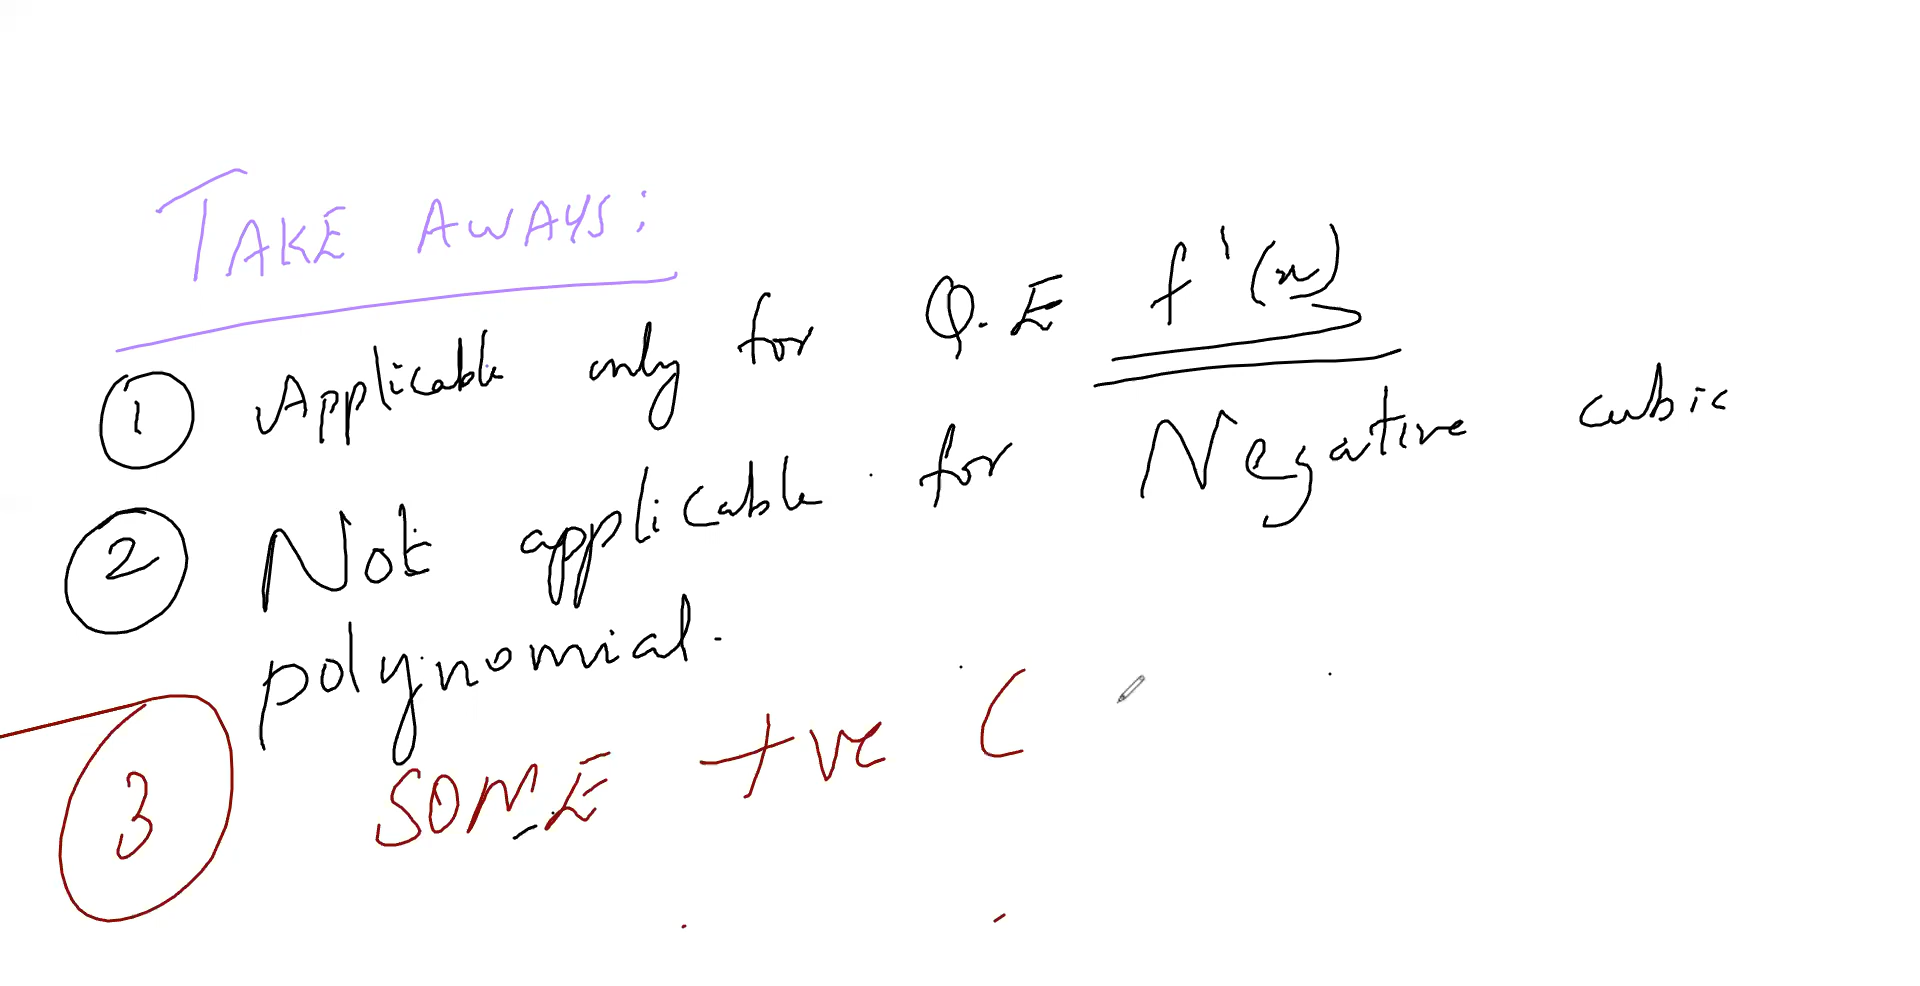 TAKE AWAYS:
① Applicable only for Q.E f'(x)
② Not applicable for Negative cubic
polynomial.
③ SOME +ve C